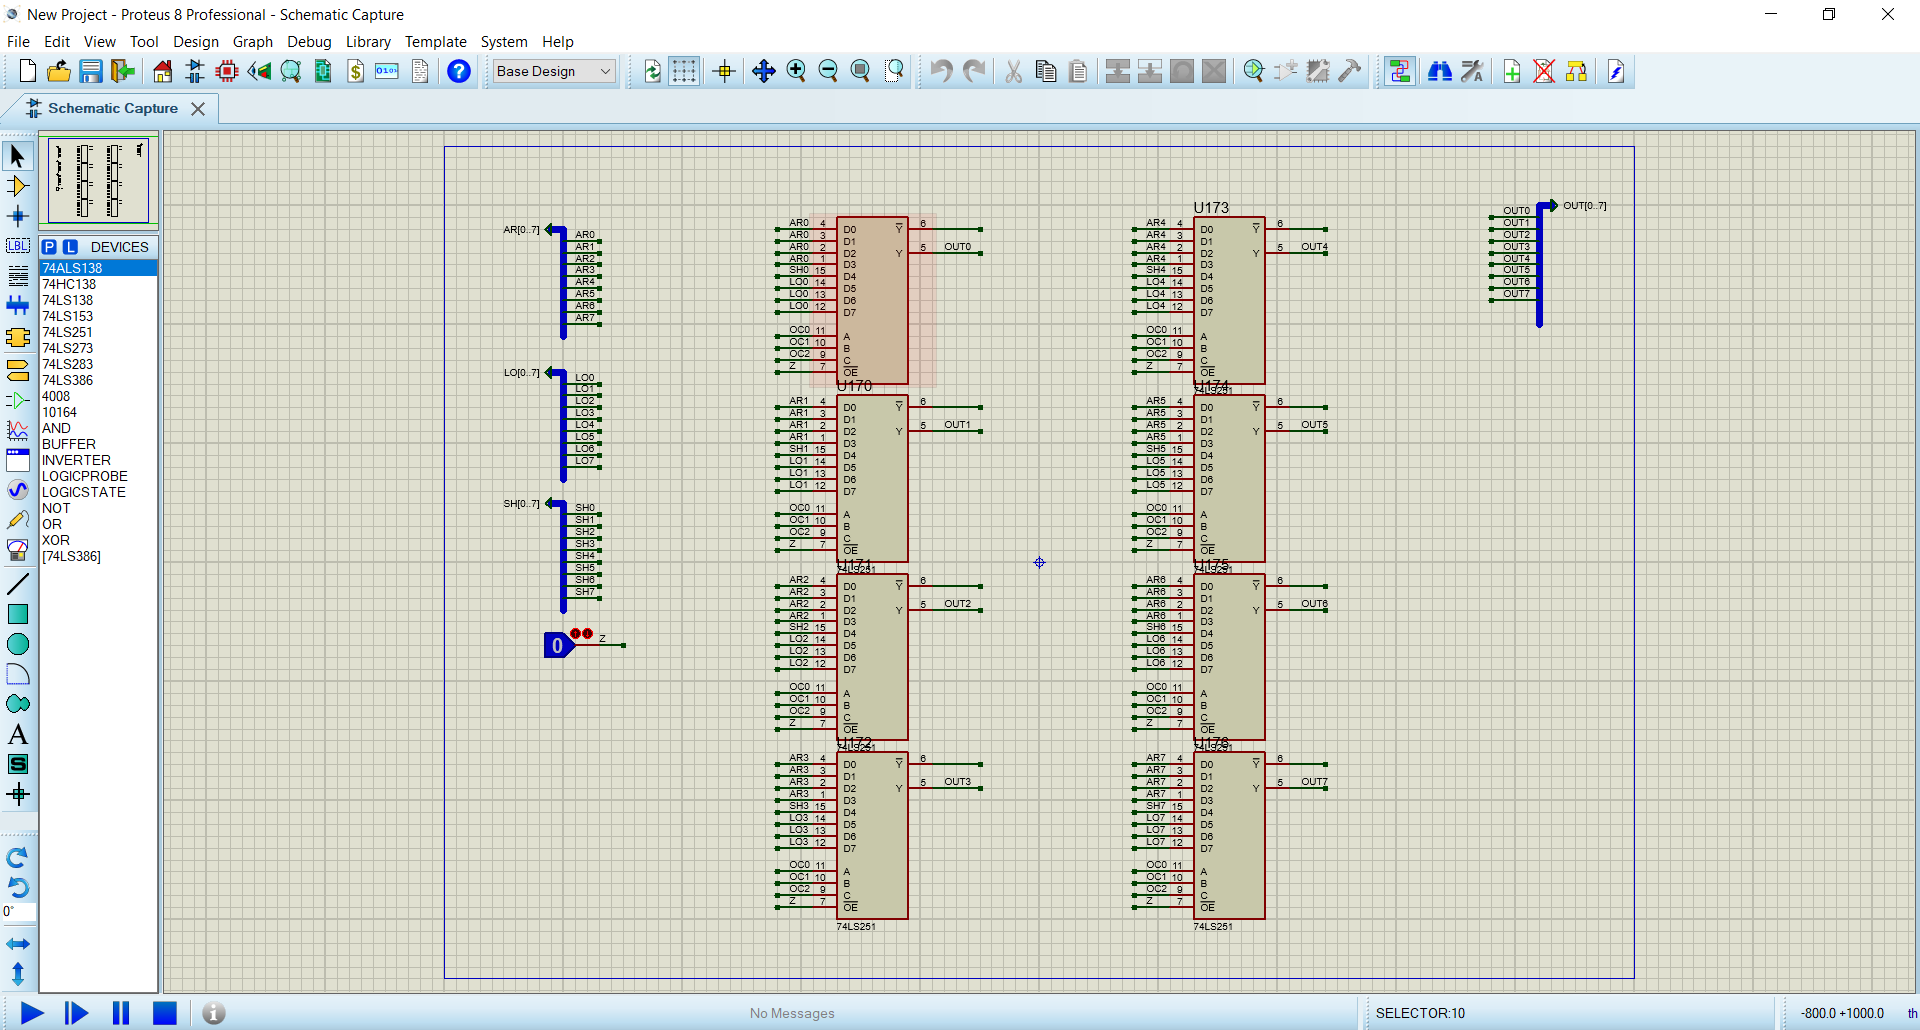 New Project - Proteus 8 Professional - Schematic Capture
File Edit View Tool Design Graph Debug Library Template System Help
Base Design
Schematic Capture
LBL
P L DEVICES
74ALS138
74HC138
74LS138
74LS153
74LS251
74LS273
74LS283
74LS386
4008
10164
AND
BUFFER
INVERTER
LOGICPROBE
LOGICSTATE
NOT
OR
XOR
[74LS386]
A
S
0°
AR[0..7]
AR0
AR1
AR2
AR3
AR4
AR5
AR6
AR7
LO[0..7]
LO0
LO1
LO2
LO3
LO4
LO5
LO6
LO7
SH[0..7]
SH0
SH1
SH2
SH3
SH4
SH5
SH6
SH7
0 Z
AR0 4 D0 Y 6
AR0 3 D1
AR0 2 D2 Y 5 OUT0
AR0 1 D3
SH0 15 D4
LO0 14 D5
LO0 13 D6
LO0 12 D7
OC0 11 A
OC1 10 B
OC2 9 C
Z 7 OE
U170
AR1 4 D0 Y 6
AR1 3 D1
AR1 2 D2 Y 5 OUT1
AR1 1 D3
SH1 15 D4
LO1 14 D5
LO1 13 D6
LO1 12 D7
OC0 11 A
OC1 10 B
OC2 9 C
Z 7 OE
U171
74LS251
AR2 4 D0 Y 6
AR2 3 D1
AR2 2 D2 Y 5 OUT2
AR2 1 D3
SH2 15 D4
LO2 14 D5
LO2 13 D6
LO2 12 D7
OC0 11 A
OC1 10 B
OC2 9 C
Z 7 OE
U172
74LS251
AR3 4 D0 Y 6
AR3 3 D1
AR3 2 D2 Y 5 OUT3
AR3 1 D3
SH3 15 D4
LO3 14 D5
LO3 13 D6
LO3 12 D7
OC0 11 A
OC1 10 B
OC2 9 C
Z 7 OE
74LS251
U173
AR4 4 D0 Y 6
AR4 3 D1
AR4 2 D2 Y 5 OUT4
AR4 1 D3
SH4 15 D4
LO4 14 D5
LO4 13 D6
LO4 12 D7
OC0 11 A
OC1 10 B
OC2 9 C
Z 7 OE
U174
74LS251
AR5 4 D0 Y 6
AR5 3 D1
AR5 2 D2 Y 5 OUT5
AR5 1 D3
SH5 15 D4
LO5 14 D5
LO5 13 D6
LO5 12 D7
OC0 11 A
OC1 10 B
OC2 9 C
Z 7 OE
U175
74LS251
AR6 4 D0 Y 6
AR6 3 D1
AR6 2 D2 Y 5 OUT6
AR6 1 D3
SH6 15 D4
LO6 14 D5
LO6 13 D6
LO6 12 D7
OC0 11 A
OC1 10 B
OC2 9 C
Z 7 OE
U176
74LS251
AR7 4 D0 Y 6
AR7 3 D1
AR7 2 D2 Y 5 OUT7
AR7 1 D3
SH7 15 D4
LO7 14 D5
LO7 13 D6
LO7 12 D7
OC0 11 A
OC1 10 B
OC2 9 C
Z 7 OE
74LS251
OUT[0..7]
OUT0
OUT1
OUT2
OUT3
OUT4
OUT5
OUT6
OUT7
No Messages
SELECTOR:10
-800.0 +1000.0 th